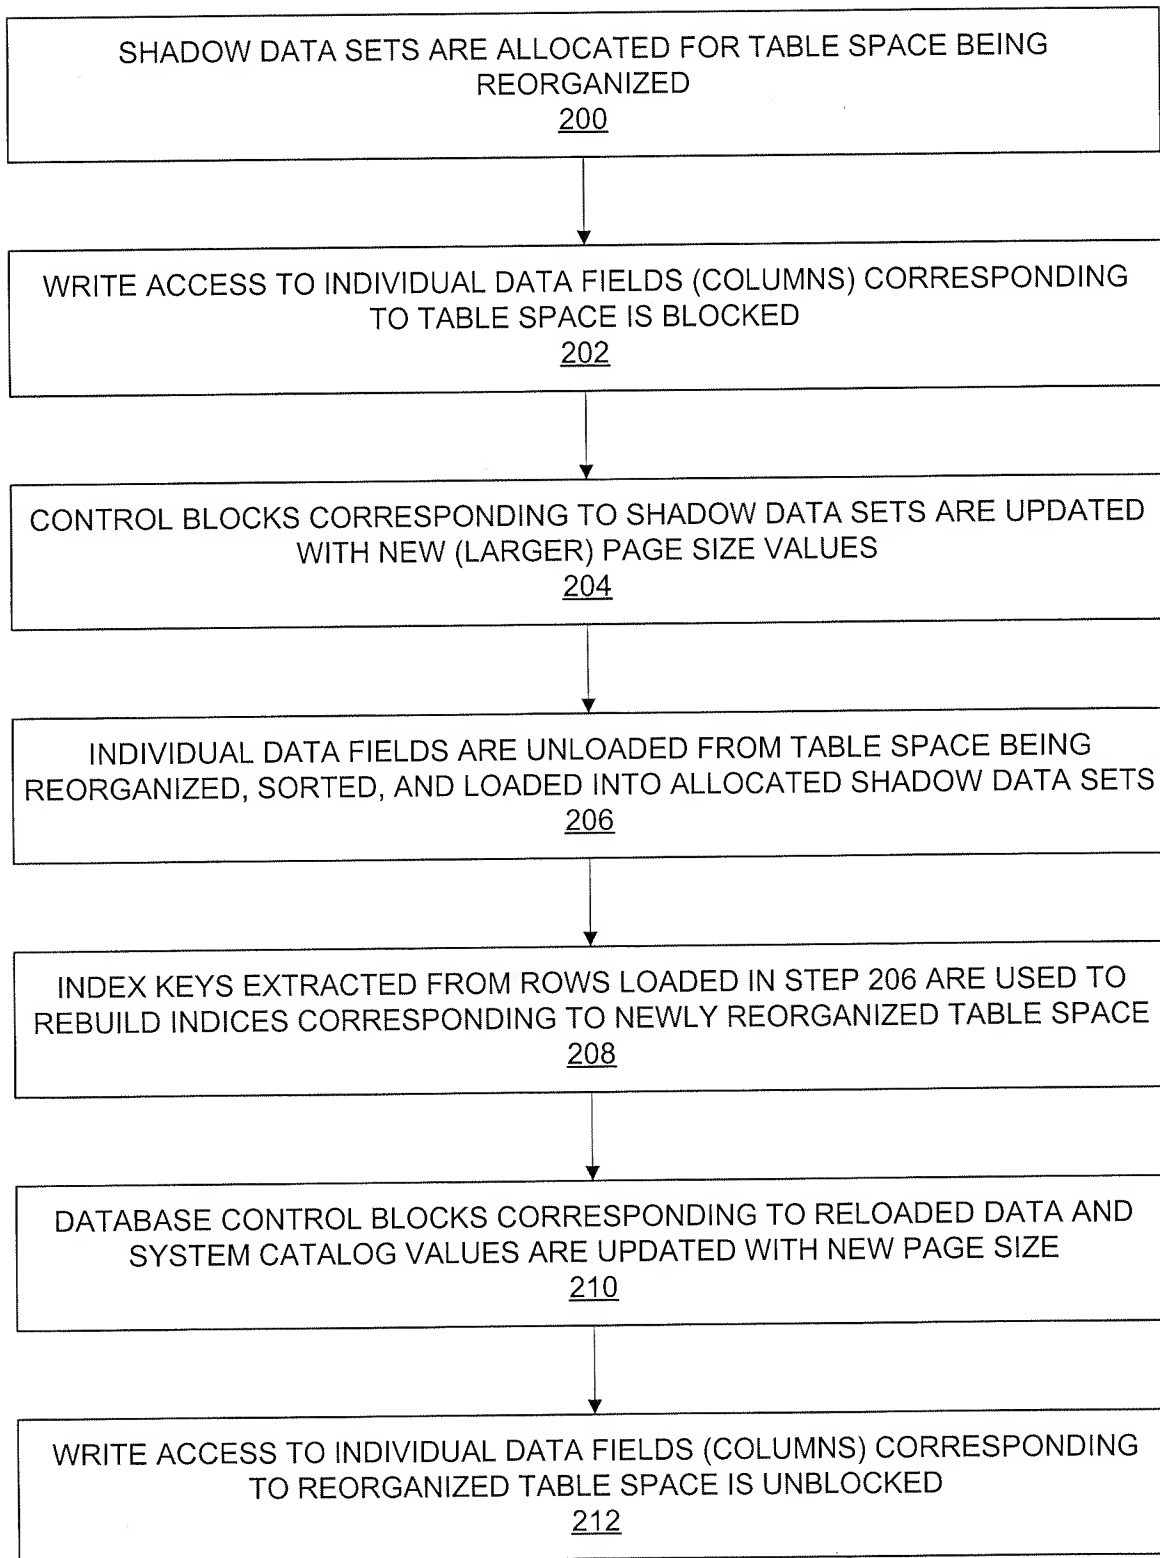 SHADOW DATA SETS ARE ALLOCATED FOR TABLE SPACE BEING
REORGANIZED
200
WRITE ACCESS TO INDIVIDUAL DATA FIELDS (COLUMNS) CORRESPONDING
TO TABLE SPACE IS BLOCKED
202
CONTROL BLOCKS CORRESPONDING TO SHADOW DATA SETS ARE UPDATED
WITH NEW (LARGER) PAGE SIZE VALUES
204
INDIVIDUAL DATA FIELDS ARE UNLOADED FROM TABLE SPACE BEING
REORGANIZED, SORTED, AND LOADED INTO ALLOCATED SHADOW DATA SETS
206
INDEX KEYS EXTRACTED FROM ROWS LOADED IN STEP 206 ARE USED TO
REBUILD INDICES CORRESPONDING TO NEWLY REORGANIZED TABLE SPACE
208
DATABASE CONTROL BLOCKS CORRESPONDING TO RELOADED DATA AND
SYSTEM CATALOG VALUES ARE UPDATED WITH NEW PAGE SIZE
210
WRITE ACCESS TO INDIVIDUAL DATA FIELDS (COLUMNS) CORRESPONDING
TO REORGANIZED TABLE SPACE IS UNBLOCKED
212